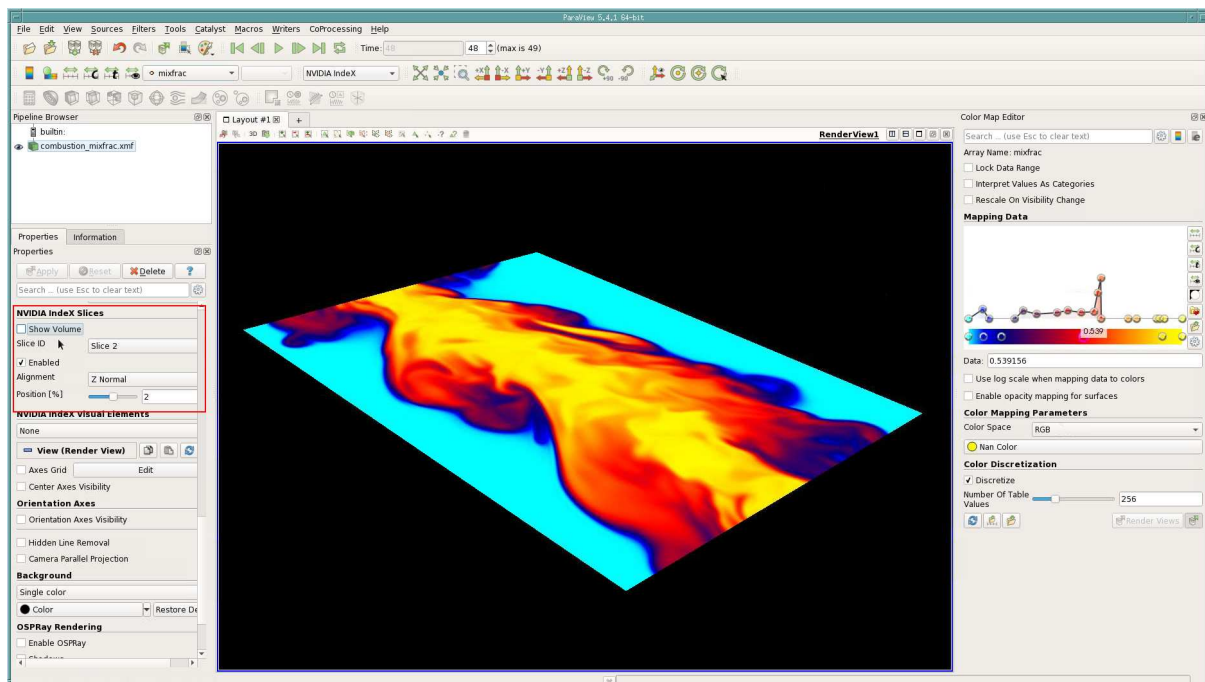 ParaView 5.4.1 64-bit
File Edit View Sources Filters Tools Catalyst Macros Writers CoProcessing Help
Time: 48 48 (max is 49)
mixfrac NVIDIA IndeX +X -X +Y -Y +Z -Z +90 -90
Pipeline Browser
builtin:
combustion_mixfrac.xmf
Layout #1 +
3D RenderView1
Properties Information
Properties
Apply Reset Delete ?
Search ... (use Esc to clear text)
NVIDIA IndeX Slices
Show Volume
Slice ID Slice 2
Enabled
Alignment Z Normal
Position [%] 2
NVIDIA IndeX Visual Elements
None
View (Render View)
Axes Grid Edit
Center Axes Visibility
Orientation Axes
Orientation Axes Visibility
Hidden Line Removal
Camera Parallel Projection
Background
Single color
Color Restore De
OSPRay Rendering
Enable OSPRay
Shadows
Color Map Editor
Search ... (use Esc to clear text)
Array Name: mixfrac
Lock Data Range
Interpret Values As Categories
Rescale On Visibility Change
Mapping Data
0.539
Data: 0.539156
Use log scale when mapping data to colors
Enable opacity mapping for surfaces
Color Mapping Parameters
Color Space RGB
Nan Color
Color Discretization
Discretize
Number Of Table Values 256
Render Views